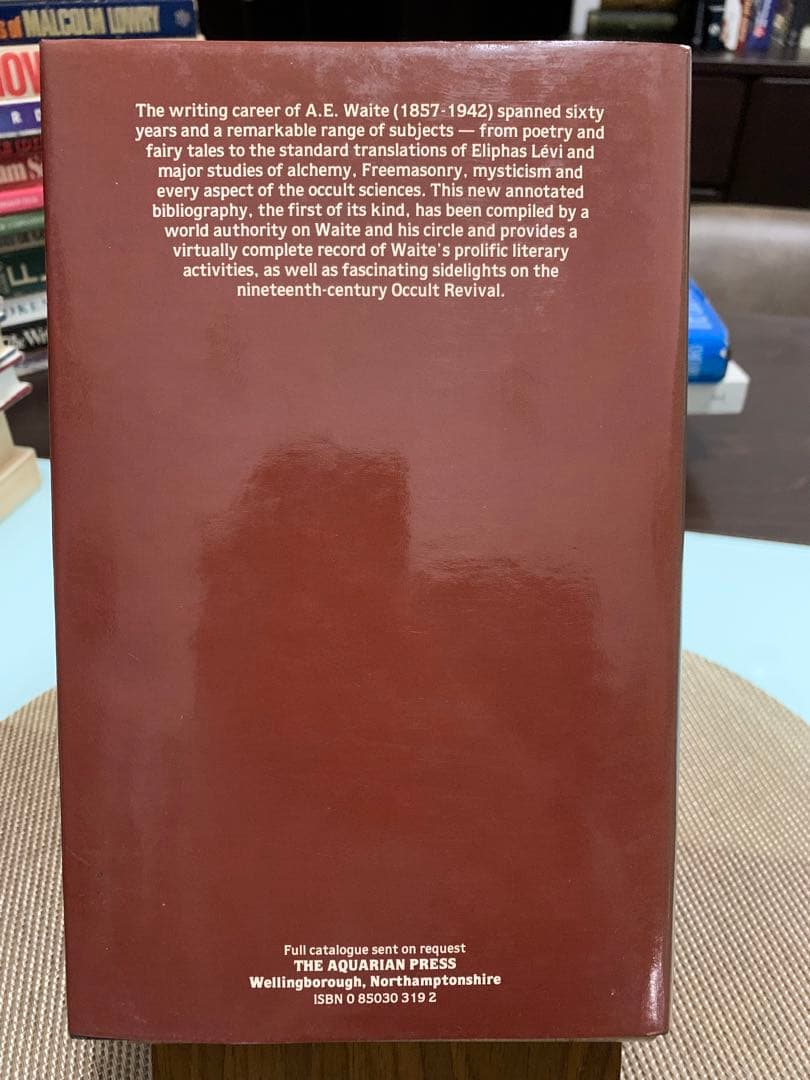 MALCOLM LOWRY
The writing career of A.E. Waite (1857-1942) spanned sixty
years and a remarkable range of subjects — from poetry and
fairy tales to the standard translations of Eliphas Lévi and
major studies of alchemy, Freemasonry, mysticism and
every aspect of the occult sciences. This new annotated
bibliography, the first of its kind, has been compiled by a
world authority on Waite and his circle and provides a
virtually complete record of Waite's prolific literary
activities, as well as fascinating sidelights on the
nineteenth-century Occult Revival.
Full catalogue sent on request
THE AQUARIAN PRESS
Wellingborough, Northamptonshire
ISBN 0 85030 319 2